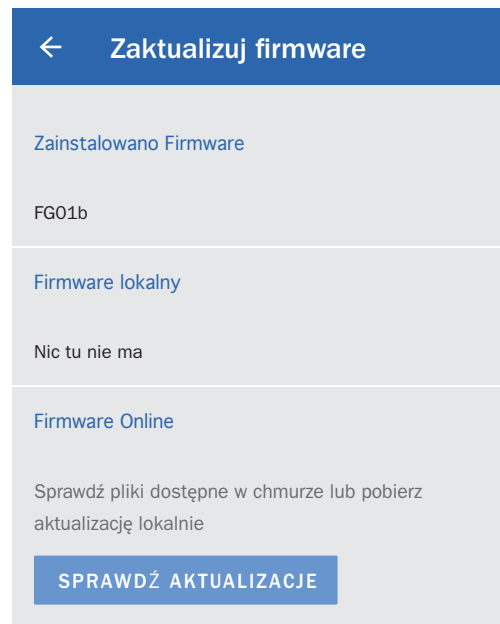 Zaktualizuj firmware
Zainstalowano Firmware
FG01b
Firmware lokalny
Nic tu nie ma
Firmware Online
Sprawdź pliki dostępne w chmurze lub pobierz
aktualizację lokalnie
SPRAWDŹ AKTUALIZACJE